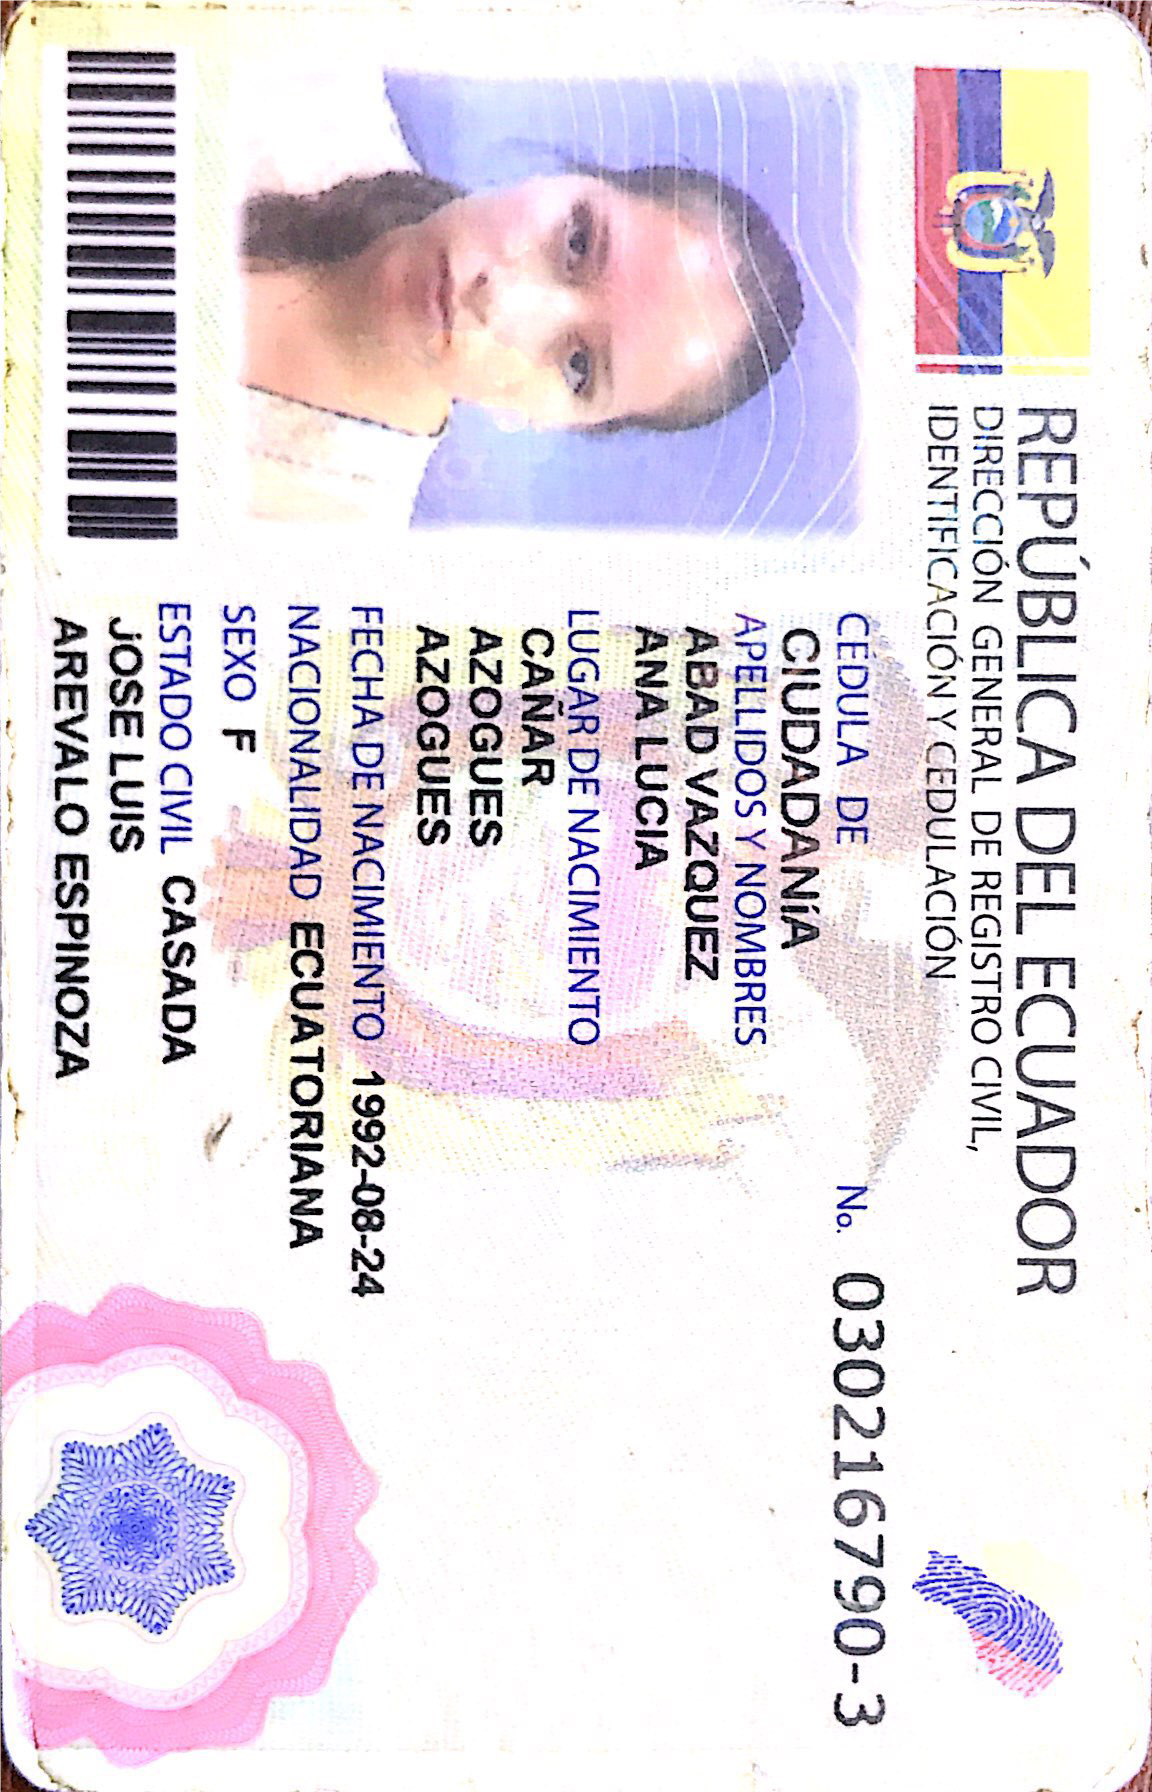 REPÚBLICA DEL ECUADOR
DIRECCIÓN GENERAL DE REGISTRO CIVIL,
IDENTIFICACIÓN Y CEDULACIÓN
CÉDULA DE No. 030216790-3
CIUDADANíA
APELLIDOS Y NOMBRES
ABAD VAZQUEZ
ANA LUCIA
LUGAR DE NACIMIENTO
CAÑAR
AZOGUES
AZOGUES
FECHA DE NACIMIENTO 1992-08-24
NACIONALIDAD ECUATORIANA
SEXO F
ESTADO CIVIL CASADA
JOSE LUIS
AREVALO ESPINOZA